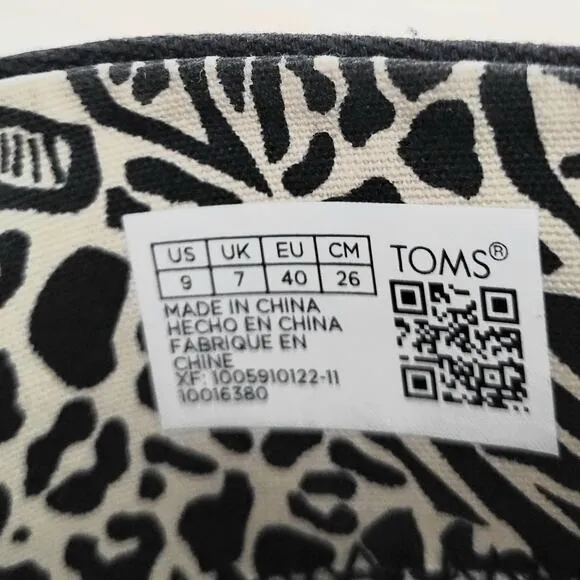 US UK EU CM
9 7 40 26
TOMS®
MADE IN CHINA
HECHO EN CHINA
FABRIQUE EN
CHINE
XF: 1005910122-11
10016380